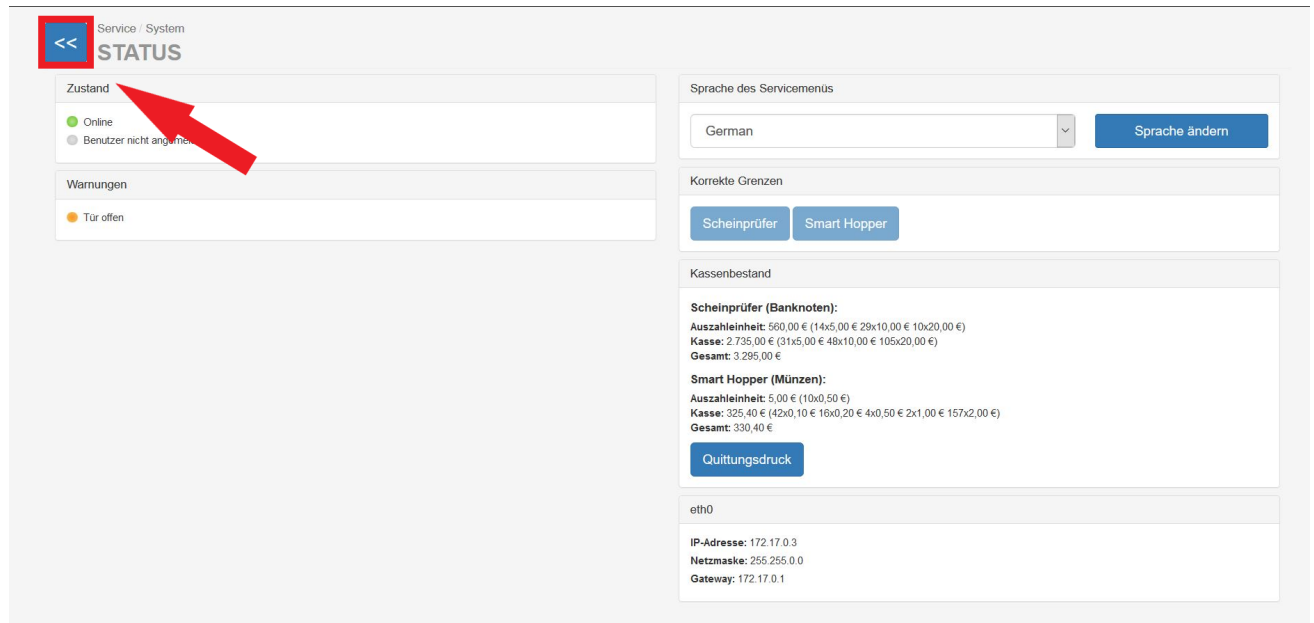 <<
Service / System
STATUS
Zustand
Online
Benutzer nicht
Warnungen
Tür offen
Sprache des Servicemenüs
German
Sprache ändern
Korrekte Grenzen
Scheinprüfer
Smart Hopper
Kassenbestand
Scheinprüfer (Banknoten):
Auszahleinheit: 560,00 € (14x5,00 € 29x10,00 € 10x20,00 €)
Kasse: 2.735,00 € (31x5,00 € 48x10,00 € 105x20,00 €)
Gesamt: 3.295,00 €
Smart Hopper (Münzen):
Auszahleinheit: 5,00 € (10x0,50 €)
Kasse: 325,40 € (42x0,10 € 16x0,20 € 4x0,50 € 2x1,00 € 157x2,00 €)
Gesamt: 330,40 €
Quittungsdruck
eth0
IP-Adresse: 172.17.0.3
Netzmaske: 255.255.0.0
Gateway: 172.17.0.1